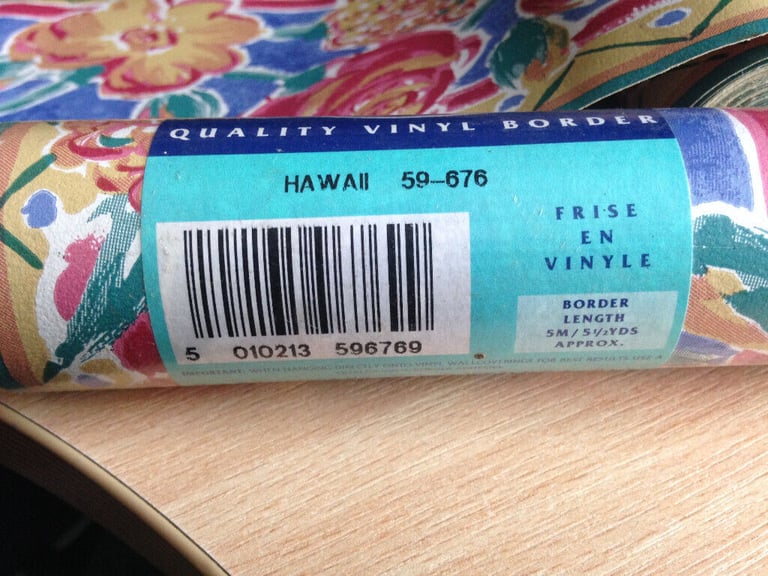 QUALITY VINYL BORDER
HAWAII 59-676
FRISE
EN
VINYLE
BORDER
LENGTH
5M / 5½YDS
APPROX.
5 010213 596769
IMPORTANT: WHEN HANGING DIRECTLY ONTO VINYL WALLCOVERINGS FOR BEST RESULTS USE A